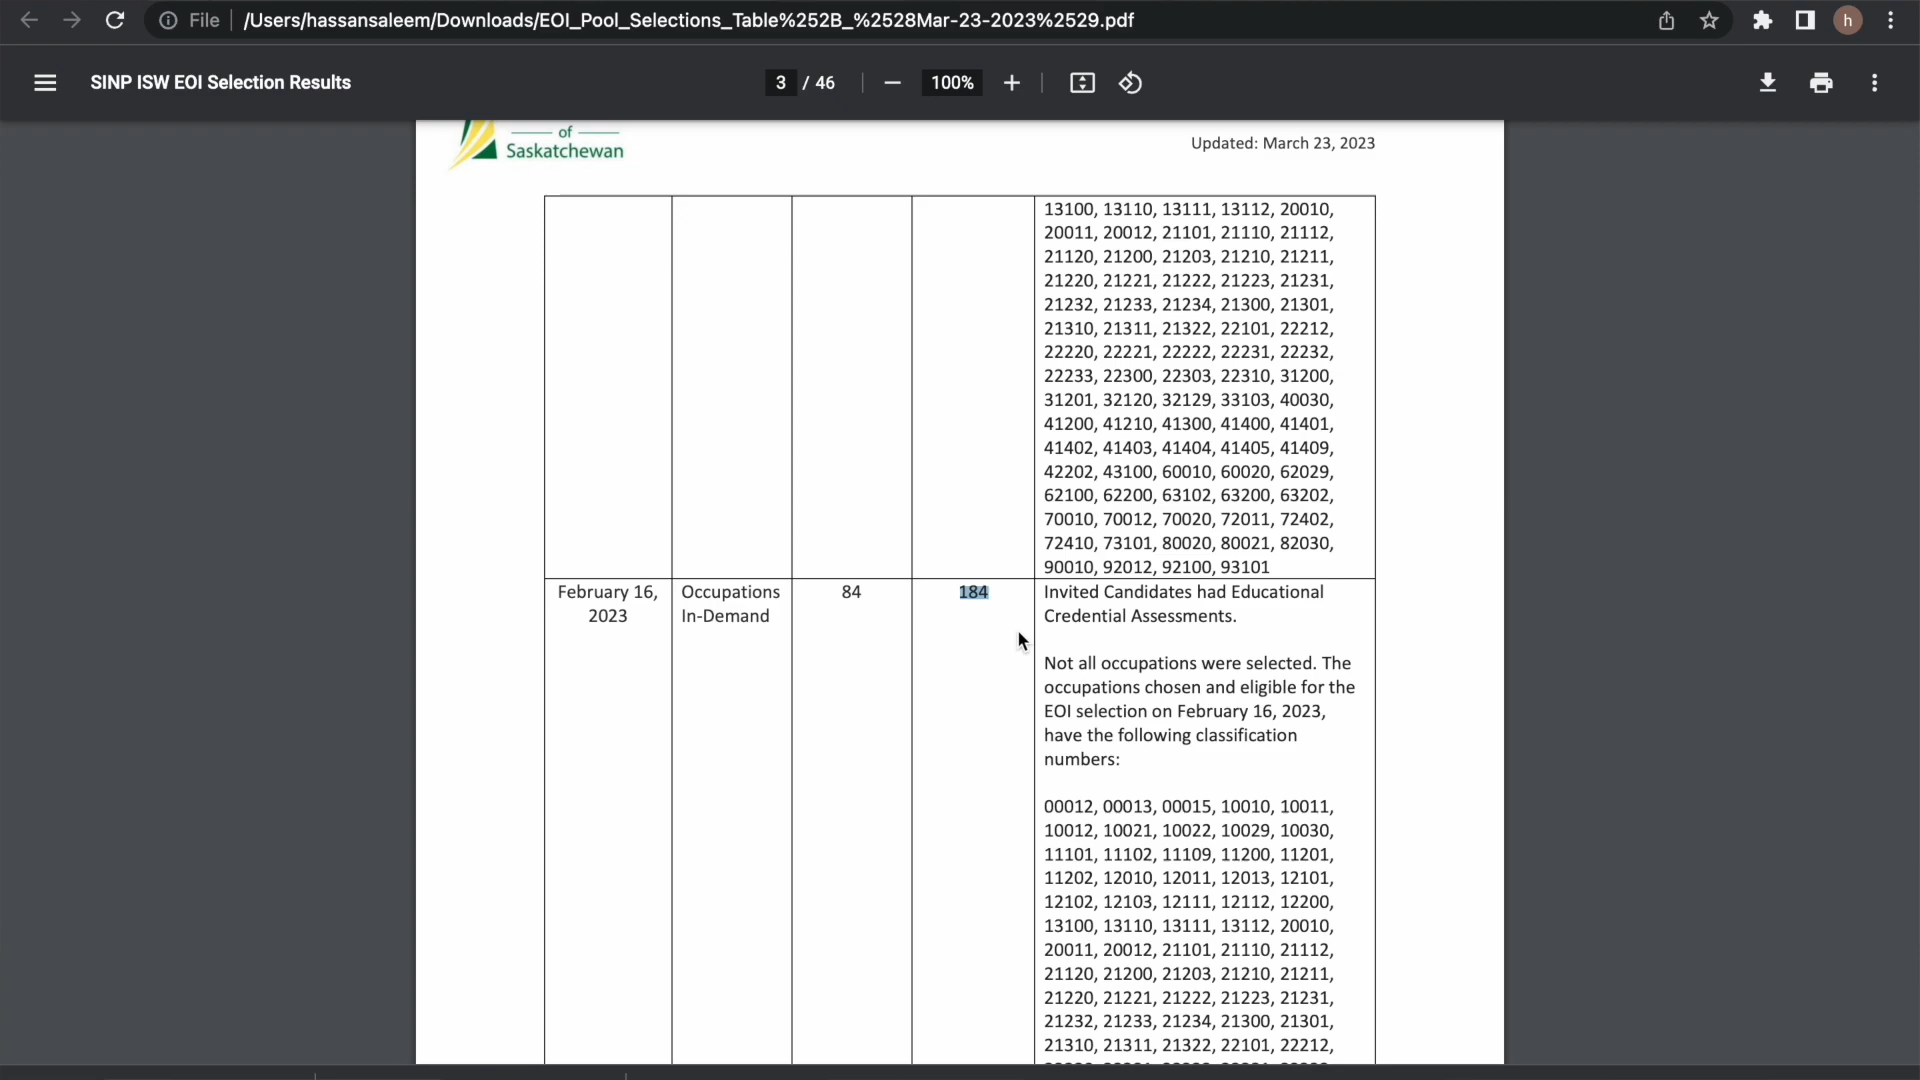 File /Users/hassansaleem/Downloads/EOI_Pool_Selections_Table%252B_%2528Mar-23-2023%2529.pdf
h
SINP ISW EOI Selection Results
3 / 46
100%
of
Saskatchewan
Updated: March 23, 2023
13100, 13110, 13111, 13112, 20010,
20011, 20012, 21101, 21110, 21112,
21120, 21200, 21203, 21210, 21211,
21220, 21221, 21222, 21223, 21231,
21232, 21233, 21234, 21300, 21301,
21310, 21311, 21322, 22101, 22212,
22220, 22221, 22222, 22231, 22232,
22233, 22300, 22303, 22310, 31200,
31201, 32120, 32129, 33103, 40030,
41200, 41210, 41300, 41400, 41401,
41402, 41403, 41404, 41405, 41409,
42202, 43100, 60010, 60020, 62029,
62100, 62200, 63102, 63200, 63202,
70010, 70012, 70020, 72011, 72402,
72410, 73101, 80020, 80021, 82030,
90010, 92012, 92100, 93101
February 16,
2023
Occupations
In-Demand
84
184
Invited Candidates had Educational
Credential Assessments.
Not all occupations were selected. The
occupations chosen and eligible for the
EOI selection on February 16, 2023,
have the following classification
numbers:
00012, 00013, 00015, 10010, 10011,
10012, 10021, 10022, 10029, 10030,
11101, 11102, 11109, 11200, 11201,
11202, 12010, 12011, 12013, 12101,
12102, 12103, 12111, 12112, 12200,
13100, 13110, 13111, 13112, 20010,
20011, 20012, 21101, 21110, 21112,
21120, 21200, 21203, 21210, 21211,
21220, 21221, 21222, 21223, 21231,
21232, 21233, 21234, 21300, 21301,
21310, 21311, 21322, 22101, 22212,